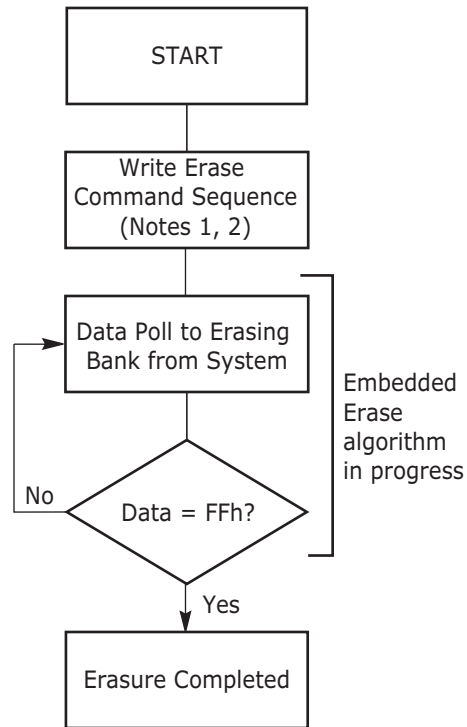 START
Write Erase
Command Sequence
(Notes 1, 2)
Data Poll to Erasing
Bank from System
Embedded
Erase
algorithm
in progress
No
Data = FFh?
Yes
Erasure Completed